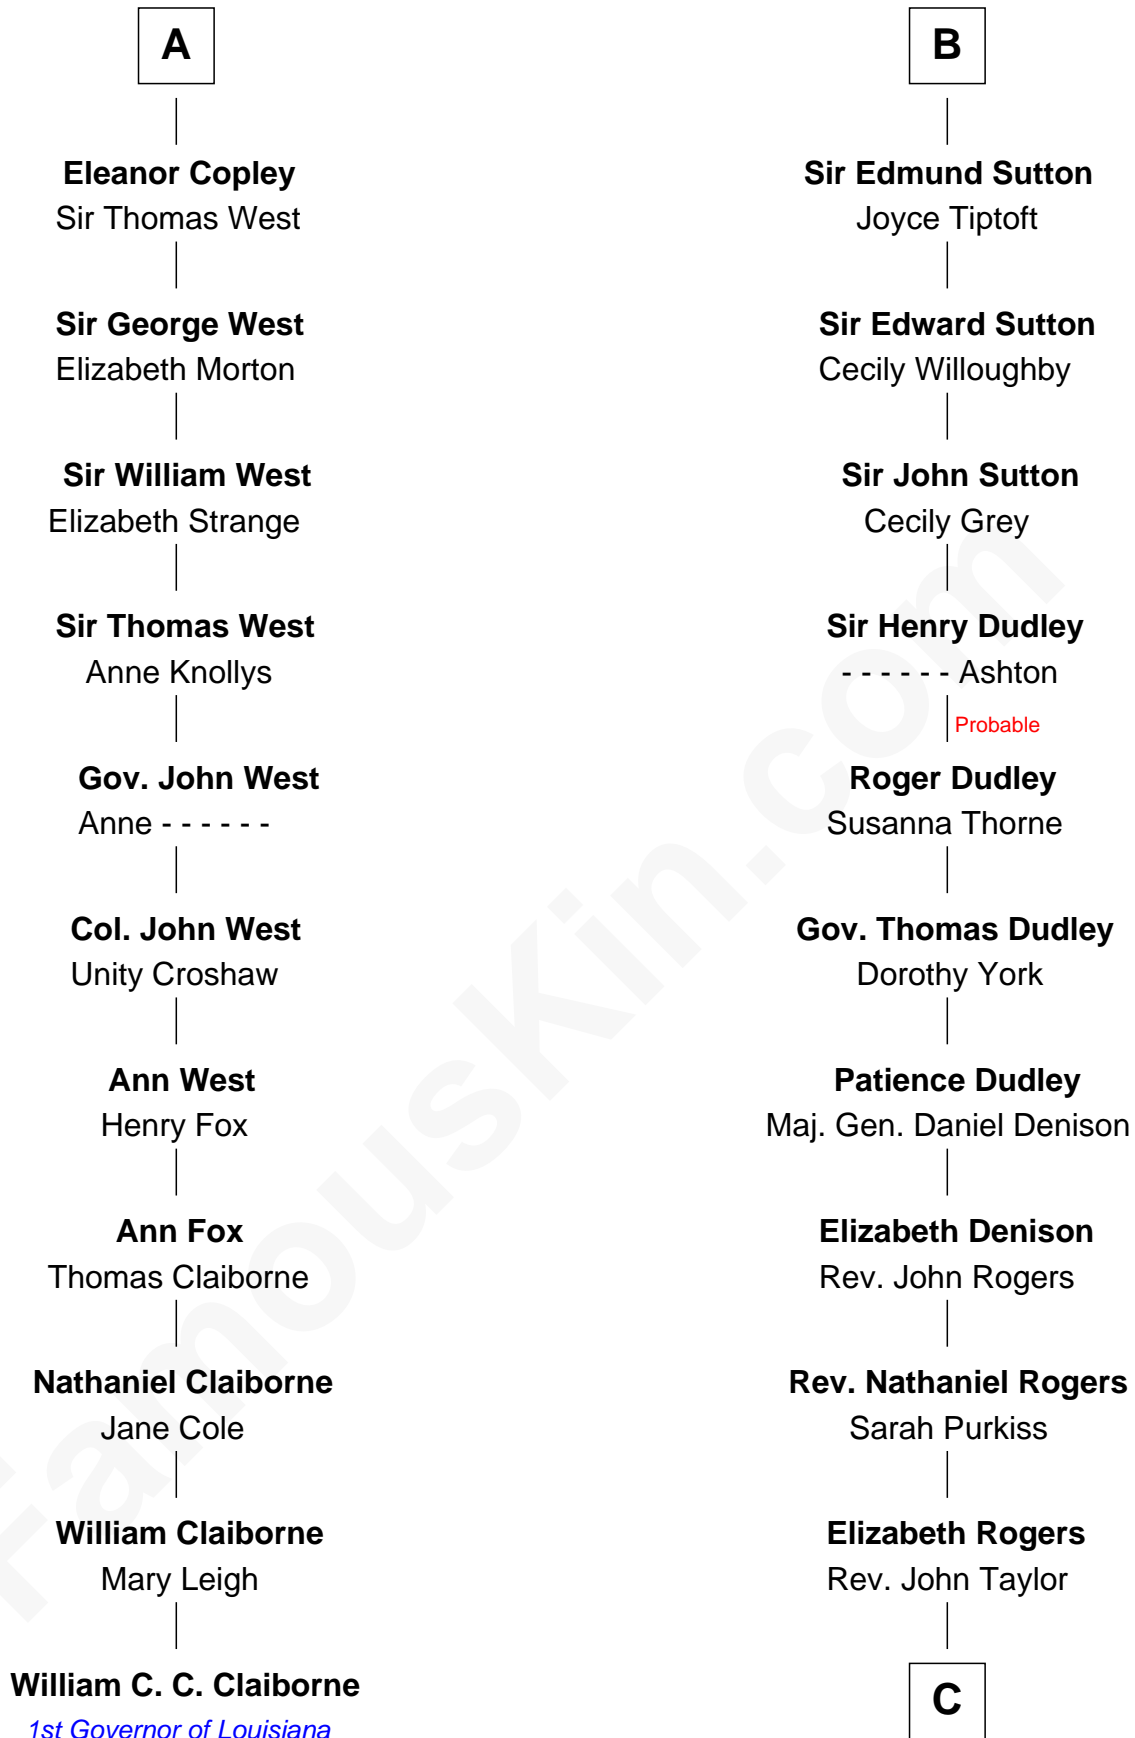 A
Eleanor Copley
Sir Thomas West
Sir George West
Elizabeth Morton
Sir William West
Elizabeth Strange
Sir Thomas West
Anne Knollys
Gov. John West
Anne - - - - - -
Col. John West
Unity Croshaw
Ann West
Henry Fox
Ann Fox
Thomas Claiborne
Nathaniel Claiborne
Jane Cole
William Claiborne
Mary Leigh
William C. C. Claiborne
1st Governor of Louisiana
B
Sir Edmund Sutton
Joyce Tiptoft
Sir Edward Sutton
Cecily Willoughby
Sir John Sutton
Cecily Grey
Sir Henry Dudley
- - - - - - Ashton
Probable
Roger Dudley
Susanna Thorne
Gov. Thomas Dudley
Dorothy York
Patience Dudley
Maj. Gen. Daniel Denison
Elizabeth Denison
Rev. John Rogers
Rev. Nathaniel Rogers
Sarah Purkiss
Elizabeth Rogers
Rev. John Taylor
C
FamousKin.com